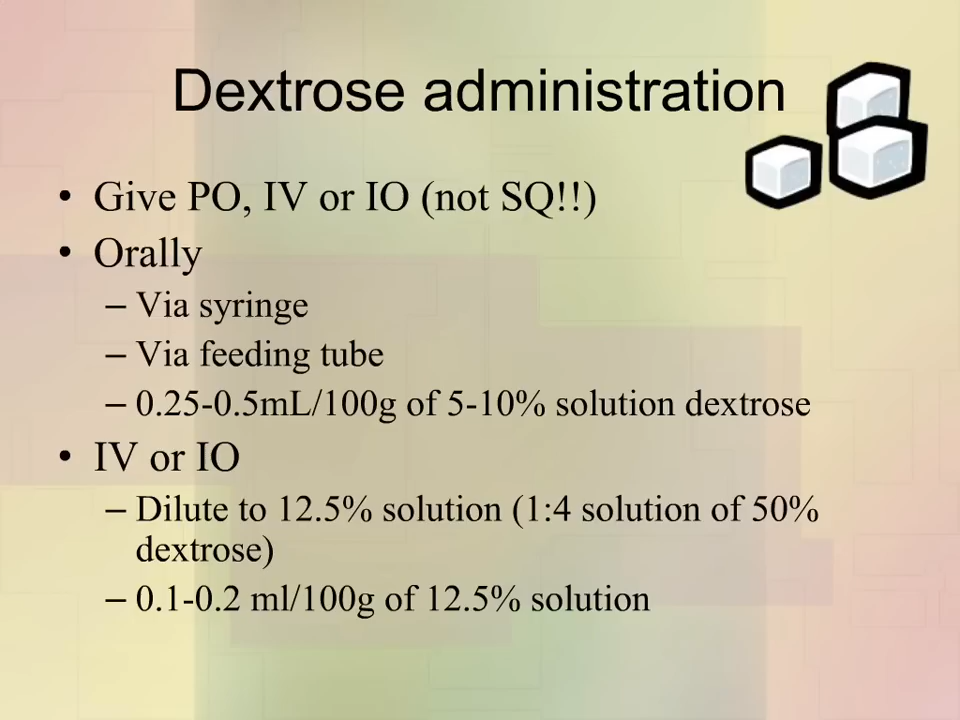 Dextrose administration
• Give PO, IV or IO (not SQ!!)
• Orally
– Via syringe
– Via feeding tube
– 0.25-0.5mL/100g of 5-10% solution dextrose
• IV or IO
– Dilute to 12.5% solution (1:4 solution of 50%
dextrose)
– 0.1-0.2 ml/100g of 12.5% solution